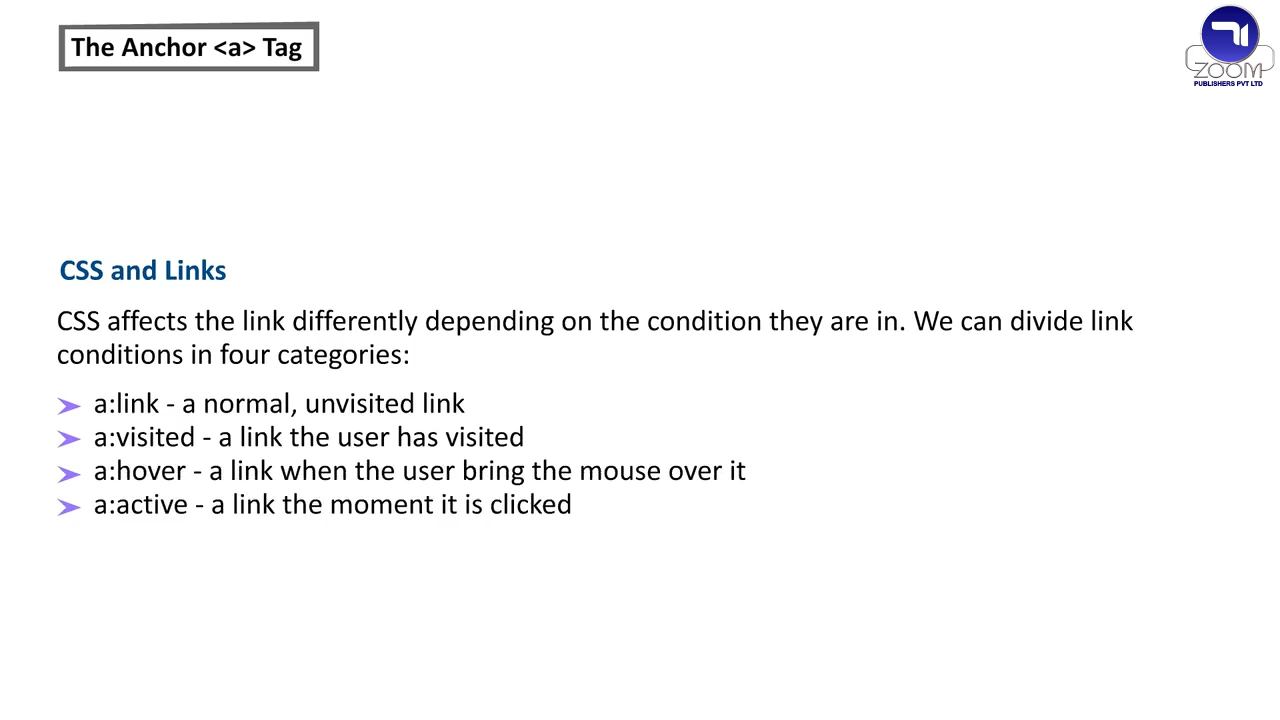 The Anchor <a> Tag
ZOOM
PUBLISHERS PVT LTD
CSS and Links
CSS affects the link differently depending on the condition they are in. We can divide link
conditions in four categories:
a:link - a normal, unvisited link
a:visited - a link the user has visited
a:hover - a link when the user bring the mouse over it
a:active - a link the moment it is clicked